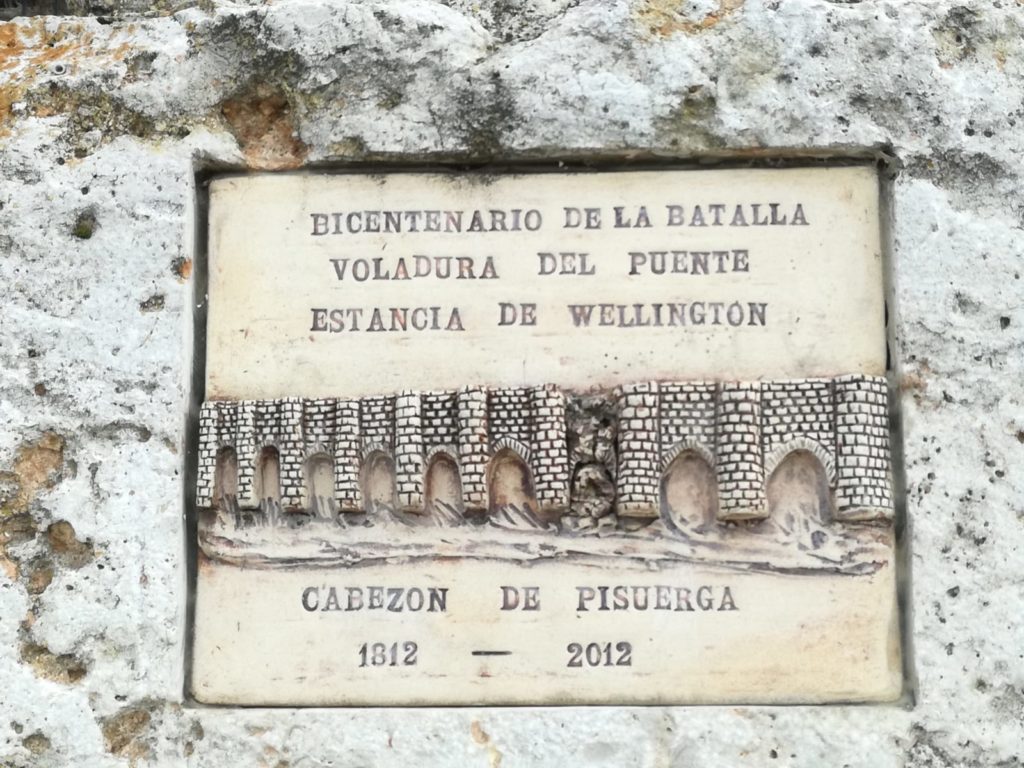 BICENTENARIO DE LA BATALLA
VOLADURA DEL PUENTE
ESTANCIA DE WELLINGTON
CABEZON DE PISUERGA
1812 — 2012